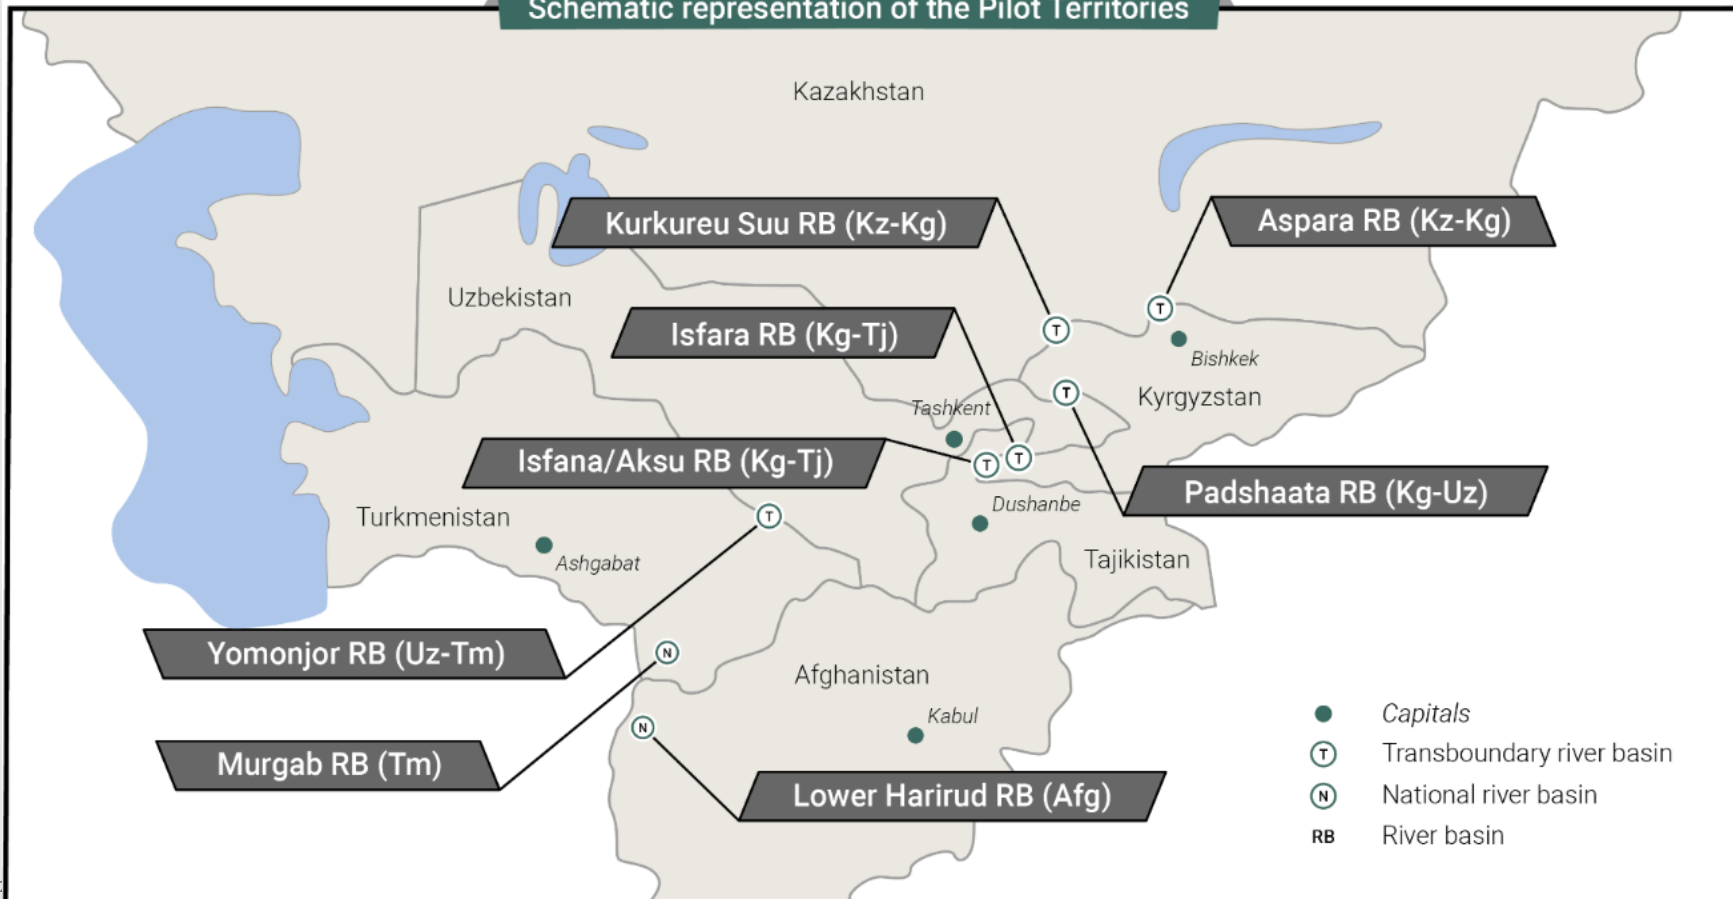 Schematic representation of the Pilot Territories
Kazakhstan
Kurkureu Suu RB (Kz-Kg)
Aspara RB (Kz-Kg)
Uzbekistan
T
T
Isfara RB (Kg-Tj)
Bishkek
T
Kyrgyzstan
Tashkent
Isfana/Aksu RB (Kg-Tj)
T
T
Padshaata RB (Kg-Uz)
Dushanbe
Turkmenistan
T
Ashgabat
Tajikistan
Yomonjor RB (Uz-Tm)
N
Afghanistan
Kabul
N
Murgab RB (Tm)
Lower Harirud RB (Afg)
Capitals
T Transboundary river basin
N National river basin
RB River basin